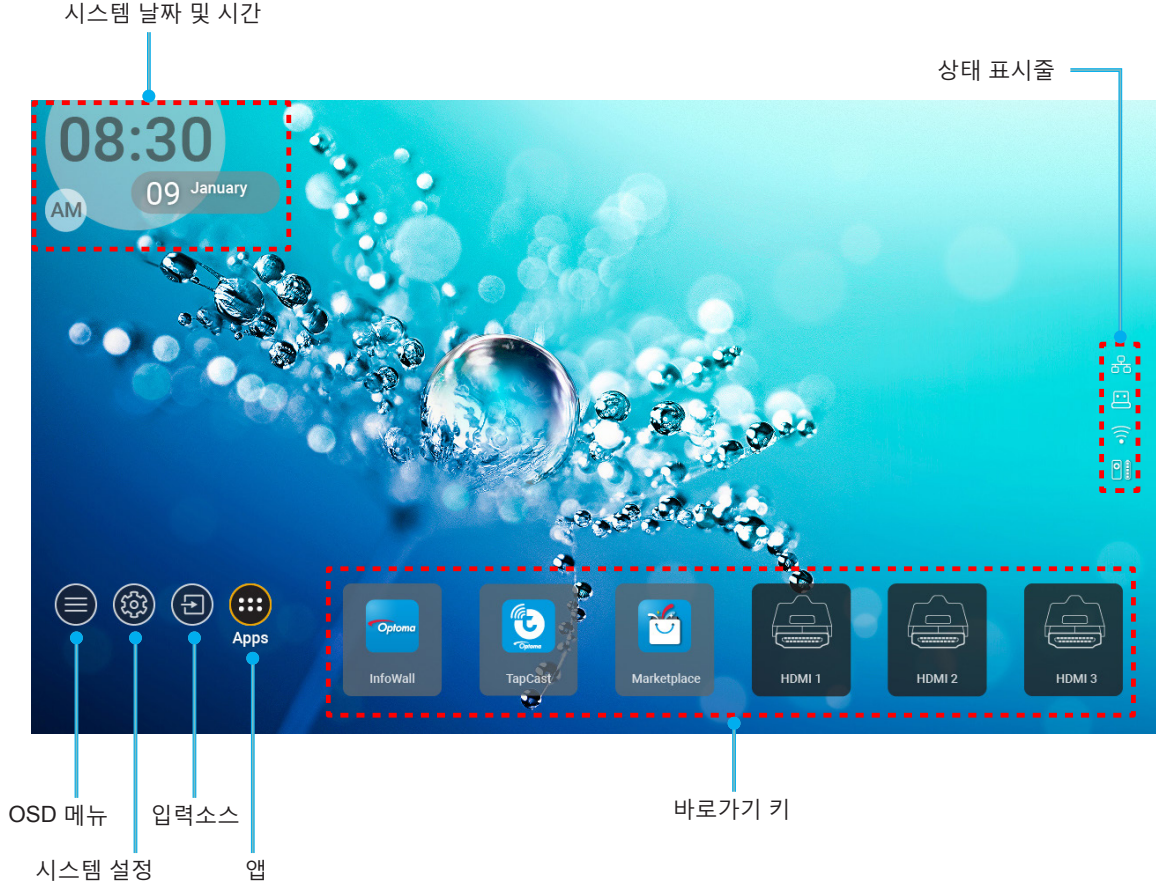 시스템 날짜 및 시간
상태 표시줄
08:30
09 January
AM
Apps
Optoma
Optoma
InfoWall
TapCast
Marketplace
HDMI 1
HDMI 2
HDMI 3
OSD 메뉴
입력소스
바로가기 키
시스템 설정
앱